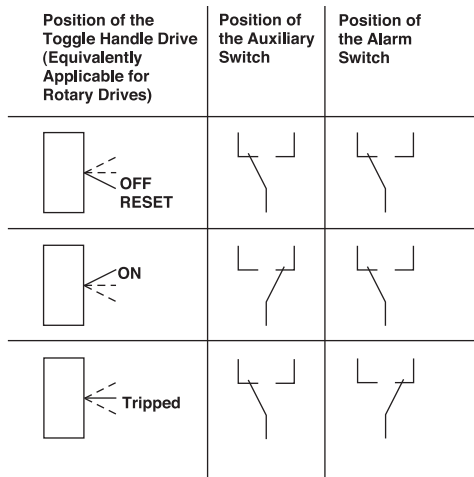 Position of the
Toggle Handle Drive
(Equivalently
Applicable for
Rotary Drives)
Position of
the Auxiliary
Switch
Position of
the Alarm
Switch
OFF
RESET
ON
Tripped